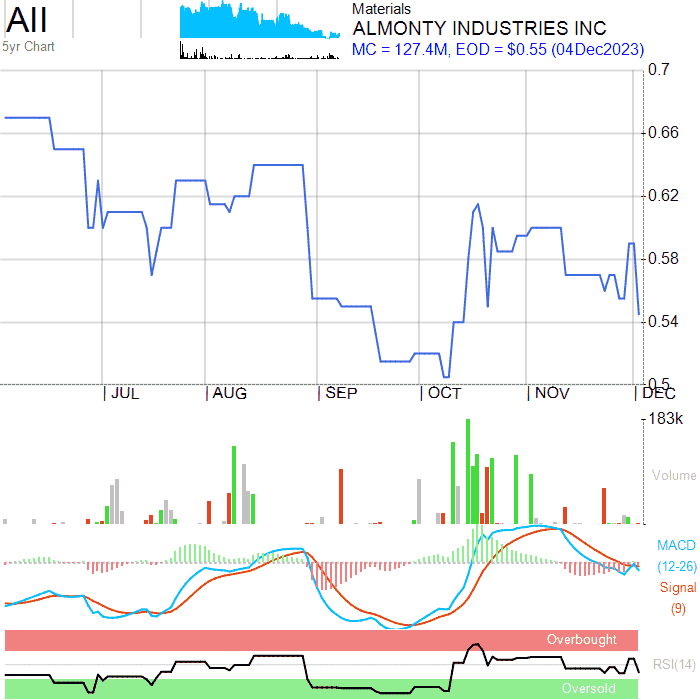 AII
5yr Chart
Materials
ALMONTY INDUSTRIES INC
MC = 127.4M, EOD = $0.55 (04Dec2023)
0.7
0.66
0.62
0.58
0.54
0.5
JUL AUG SEP OCT NOV DEC
183k
Volume
MACD
(12-26)
Signal
(9)
Overbought
RSI(14)
Oversold